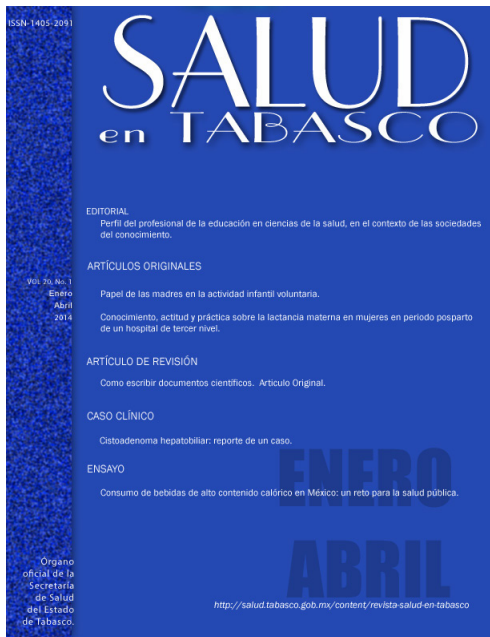 ISSN-1405-2091
SALUD
en TABASCO
EDITORIAL
Perfil del profesional de la educación en ciencias de la salud, en el contexto de las sociedades
del conocimiento.
ARTÍCULOS ORIGINALES
VOL 20, No. 1
Enero
Abril
2014
Papel de las madres en la actividad infantil voluntaria.
Conocimiento, actitud y práctica sobre la lactancia materna en mujeres en periodo posparto
de un hospital de tercer nivel.
ARTÍCULO DE REVISIÓN
Como escribir documentos científicos. Articulo Original.
CASO CLÍNICO
Cistoadenoma hepatobiliar: reporte de un caso.
ENSAYO
Consumo de bebidas de alto contenido calórico en México: un reto para la salud pública.
ENERO
ABRIL
Órgano
oficial de la
Secretaría
de Salud
del Estado
de Tabasco.
http://salud.tabasco.gob.mx/content/revista-salud-en-tabasco